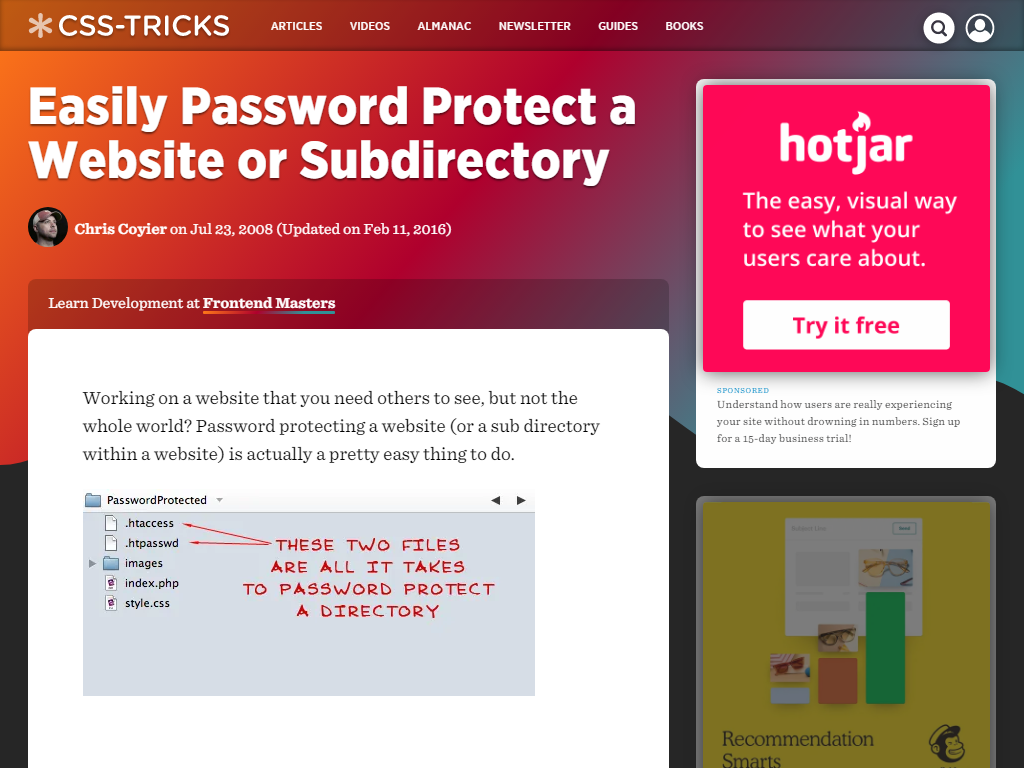 CSS-TRICKS
ARTICLES VIDEOS ALMANAC NEWSLETTER GUIDES BOOKS
Easily Password Protect a
Website or Subdirectory
Chris Coyier on Jul 23, 2008 (Updated on Feb 11, 2016)
Learn Development at Frontend Masters
Working on a website that you need others to see, but not the
whole world? Password protecting a website (or a sub directory
within a website) is actually a pretty easy thing to do.
PasswordProtected
.htaccess
.htpasswd
images
index.php
style.css
THESE TWO FILES
ARE ALL IT TAKES
TO PASSWORD PROTECT
A DIRECTORY
hotjar
The easy, visual way
to see what your
users care about.
Try it free
SPONSORED
Understand how users are really experiencing
your site without drowning in numbers. Sign up
for a 15-day business trial!
Subject Line
Send
Recommendation
Smarts